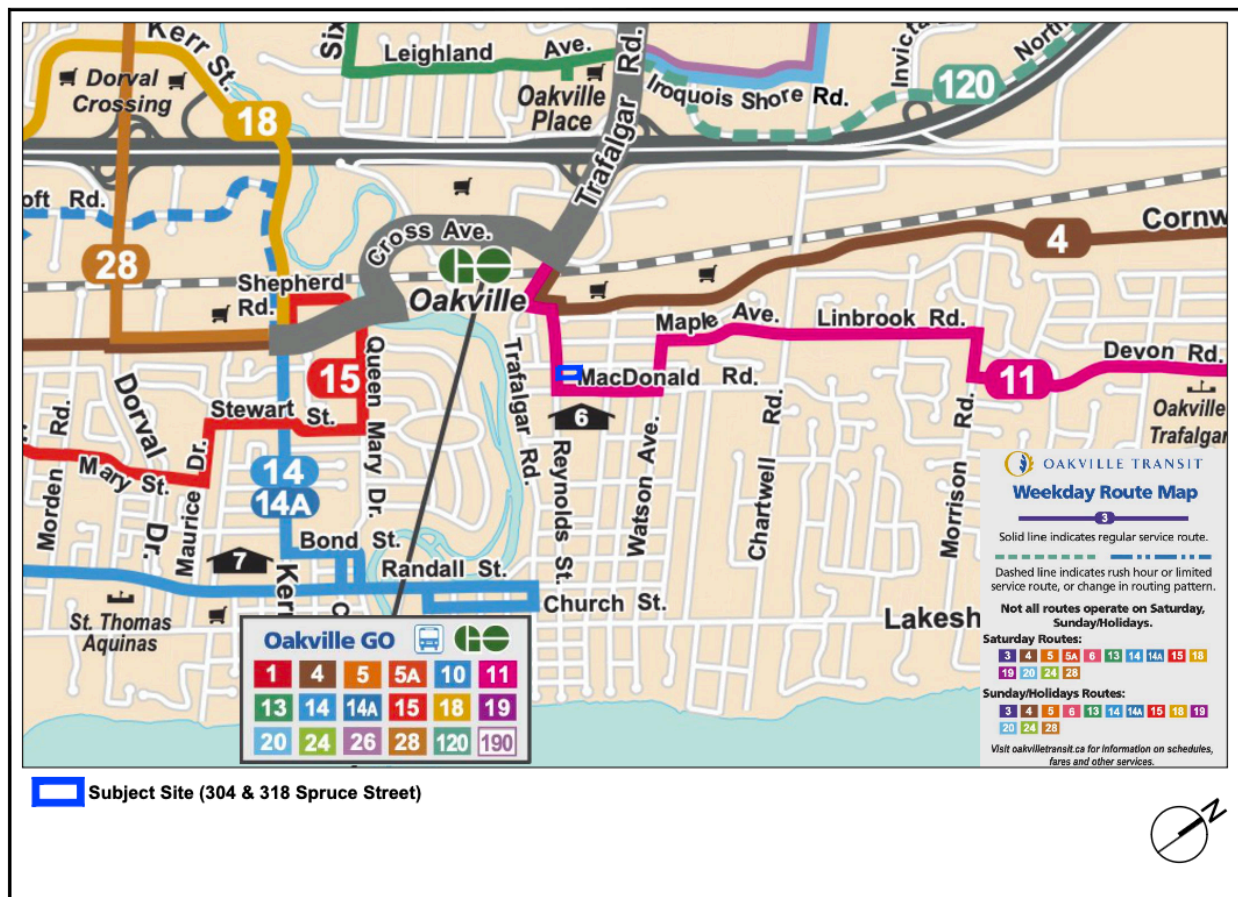 Kerr St.
Six
Leighland Ave.
Trafalgar Rd.
Invicta
North
Dorval
Crossing
18
Oakville
Place
Iroquois Shore Rd.
120
oft Rd.
28
Cross Ave.
GO
Oakville
4
Cornw
Shepherd
Rd.
15
Queen Mary Dr.
Trafalgar Rd.
Maple Ave.
Linbrook Rd.
MacDonald Rd.
11
Devon Rd.
Oakville
Trafalgar
Dorval
Dr.
Morden Rd.
Stewart St.
Mary St.
Maurice Dr.
14
14A
6
Reynolds St.
Watson Ave.
Chartwell Rd.
Morrison Rd.
Bond St.
7
Kerr
Randall St.
C
Church St.
St. Thomas
Aquinas
Lakesh
Oakville GO GO
1 4 5 5A 10 11
13 14 14A 15 18 19
20 24 26 28 120 190
OAKVILLE TRANSIT
Weekday Route Map
3
Solid line indicates regular service route.
Dashed line indicates rush hour or limited
service route, or change in routing pattern.
Not all routes operate on Saturday,
Sunday/Holidays.
Saturday Routes:
3 4 5 5A 6 13 14 14A 15 18
19 20 24 28
Sunday/Holidays Routes:
3 4 5 6 13 14 14A 15 18 19
20 24 28
Visit oakvilletransit.ca for information on schedules,
fares and other services.
Subject Site (304 & 318 Spruce Street)
N